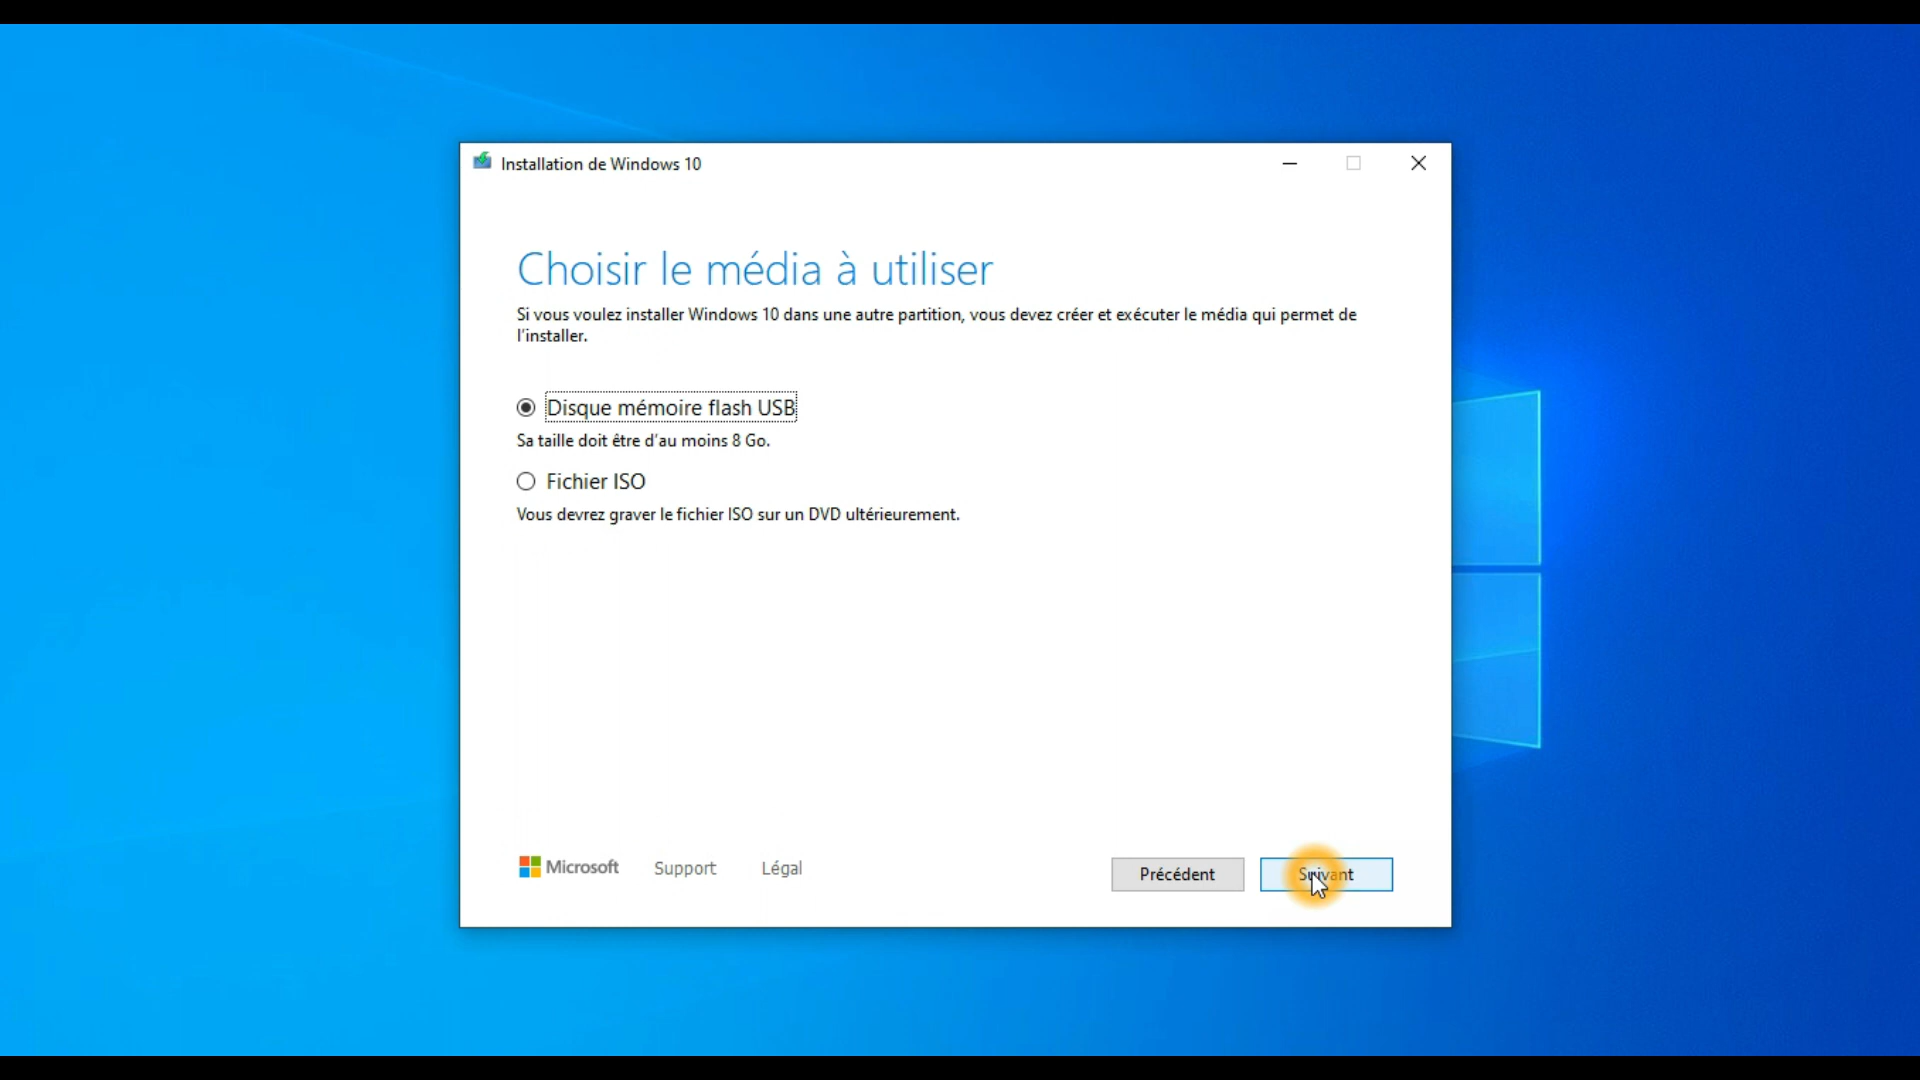 Installation de Windows 10
Choisir le média à utiliser
Si vous voulez installer Windows 10 dans une autre partition, vous devez créer et exécuter le média qui permet de
l'installer.
Disque mémoire flash USB
Sa taille doit être d'au moins 8 Go.
Fichier ISO
Vous devrez graver le fichier ISO sur un DVD ultérieurement.
Microsoft Support Légal Précédent Suivant